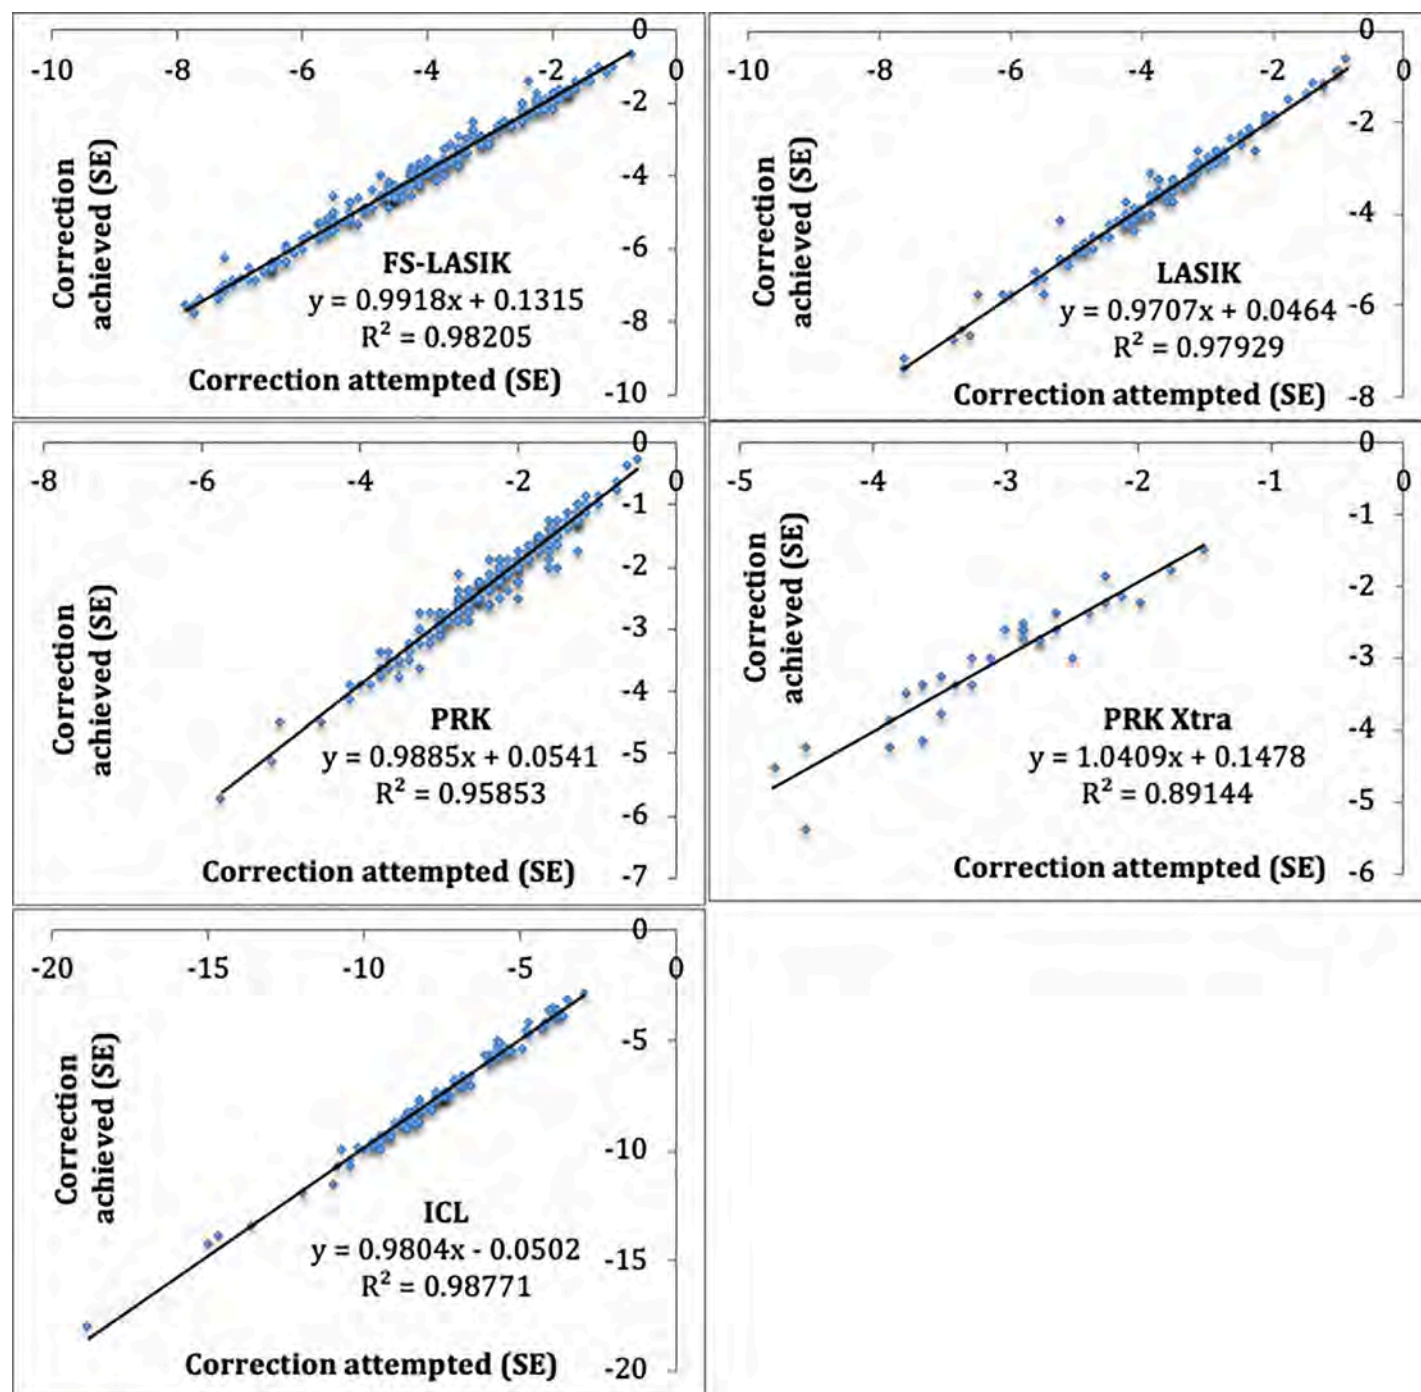 0
-10 -8 -6 -4 -2 0
-2
-4
-6
-8
-10
Correction
achieved (SE)
FS-LASIK
y = 0.9918x + 0.1315
R² = 0.98205
Correction attempted (SE)
0
-10 -8 -6 -4 -2 0
-2
-4
-6
-8
Correction
achieved (SE)
LASIK
y = 0.9707x + 0.0464
R² = 0.97929
Correction attempted (SE)
0
-8 -6 -4 -2 0
-1
-2
-3
-4
-5
-6
-7
Correction
achieved (SE)
PRK
y = 0.9885x + 0.0541
R² = 0.95853
Correction attempted (SE)
0
-5 -4 -3 -2 -1 0
-1
-2
-3
-4
-5
-6
Correction
achieved (SE)
PRK Xtra
y = 1.0409x + 0.1478
R² = 0.89144
Correction attempted (SE)
0
-20 -15 -10 -5 0
-5
-10
-15
-20
Correction
achieved (SE)
ICL
y = 0.9804x - 0.0502
R² = 0.98771
Correction attempted (SE)